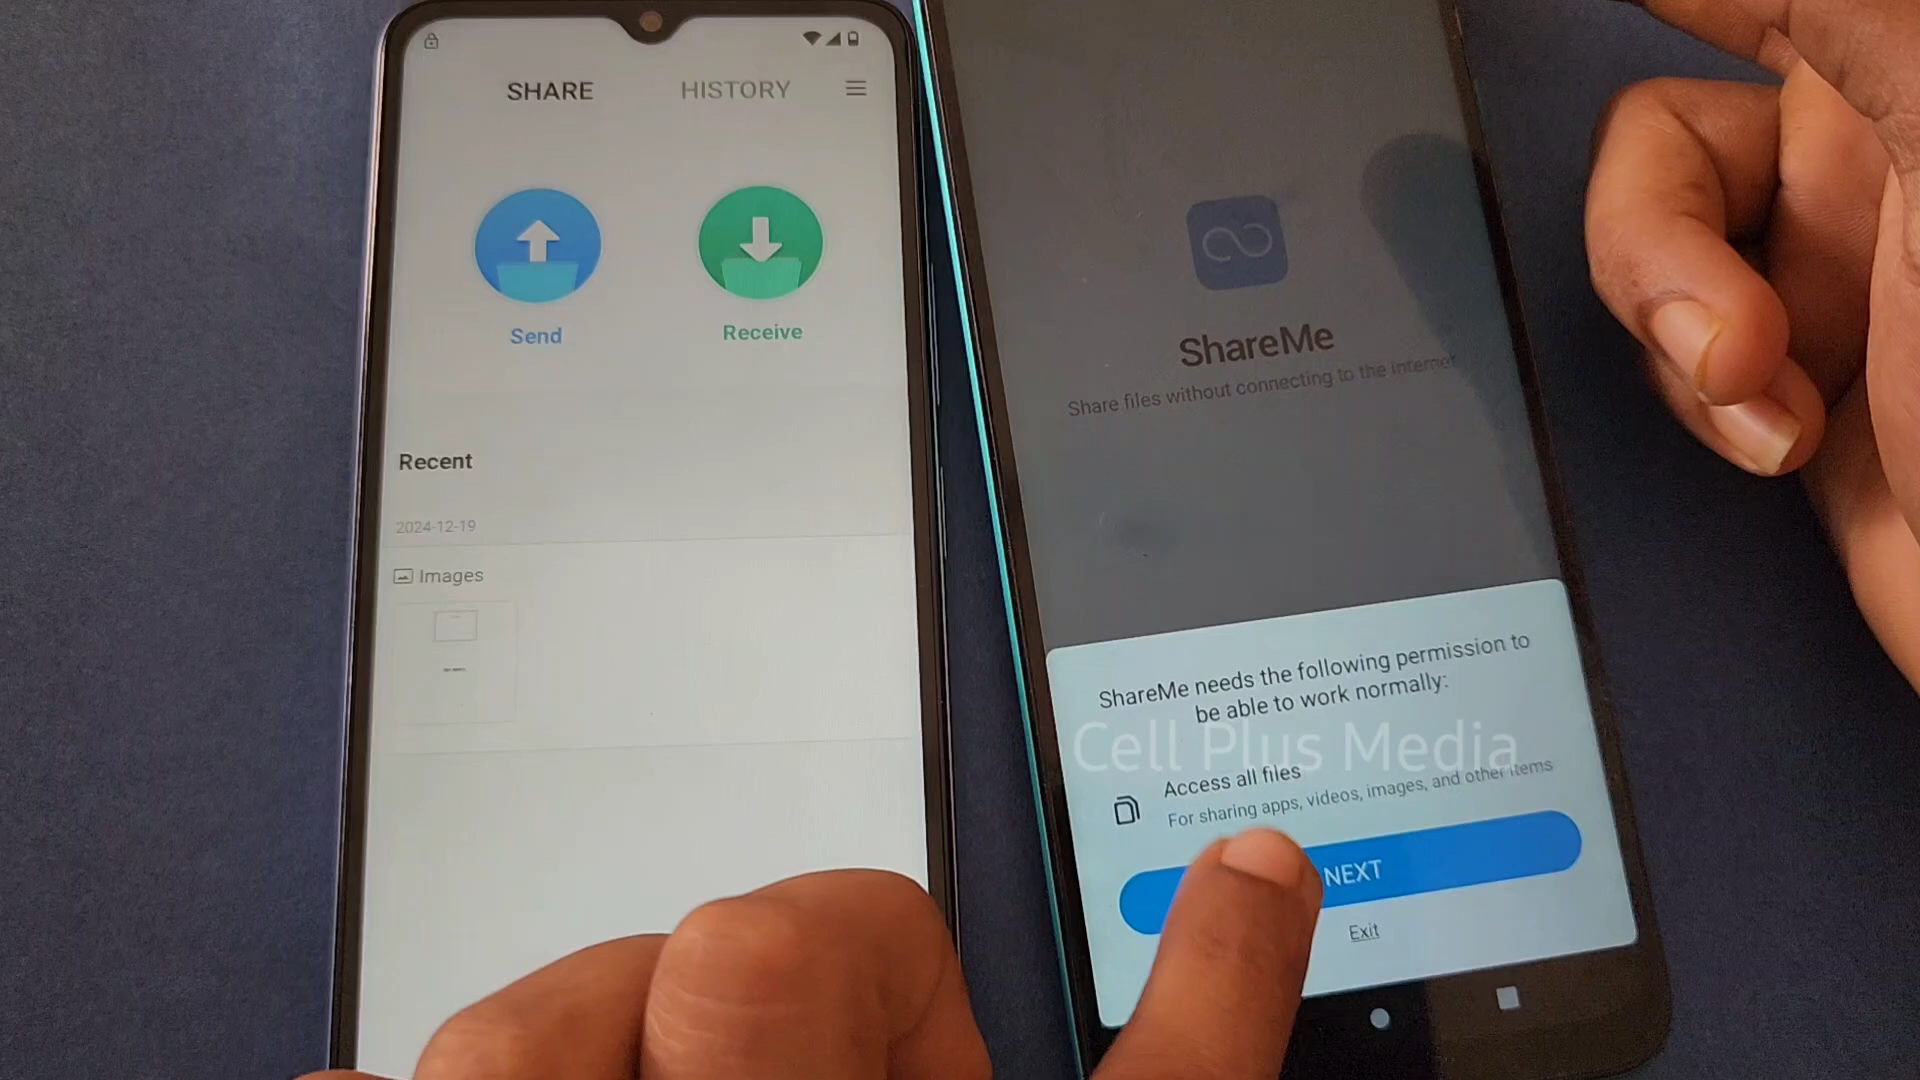 SHARE
HISTORY
Send
Receive
Recent
2024-12-19
Images
ShareMe
Share files without connecting to the internet
ShareMe needs the following permission to
be able to work normally:
Cell Plus Media
Access all files
For sharing apps, videos, images, and other items
NEXT
Exit